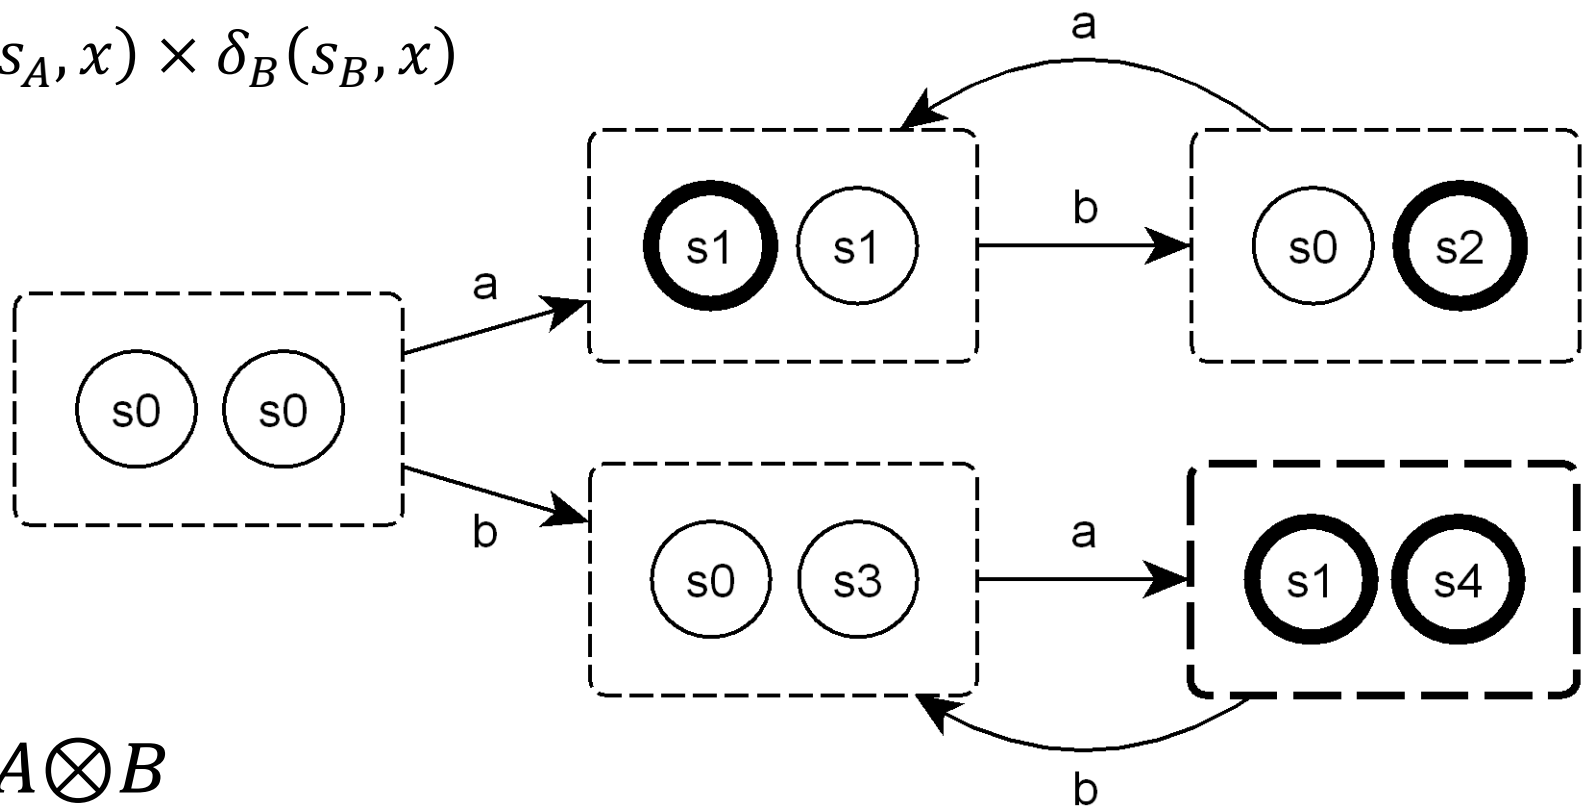 s_A, x) × δ_B(s_B, x)
a
s1 s1
b
s0 s2
a
s0 s0
b
s0 s3
a
s1 s4
b
A⊗B